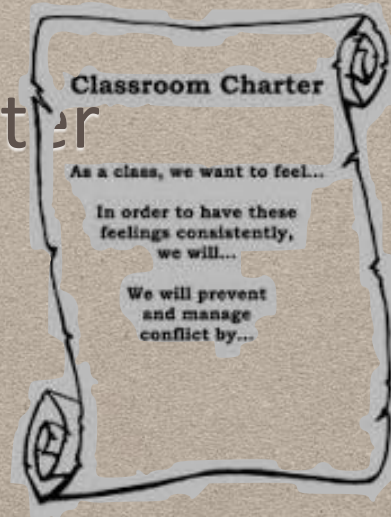 Classroom Charter
ter
As a class, we want to feel...
In order to have these
feelings consistently,
we will...
We will prevent
and manage
conflict by...